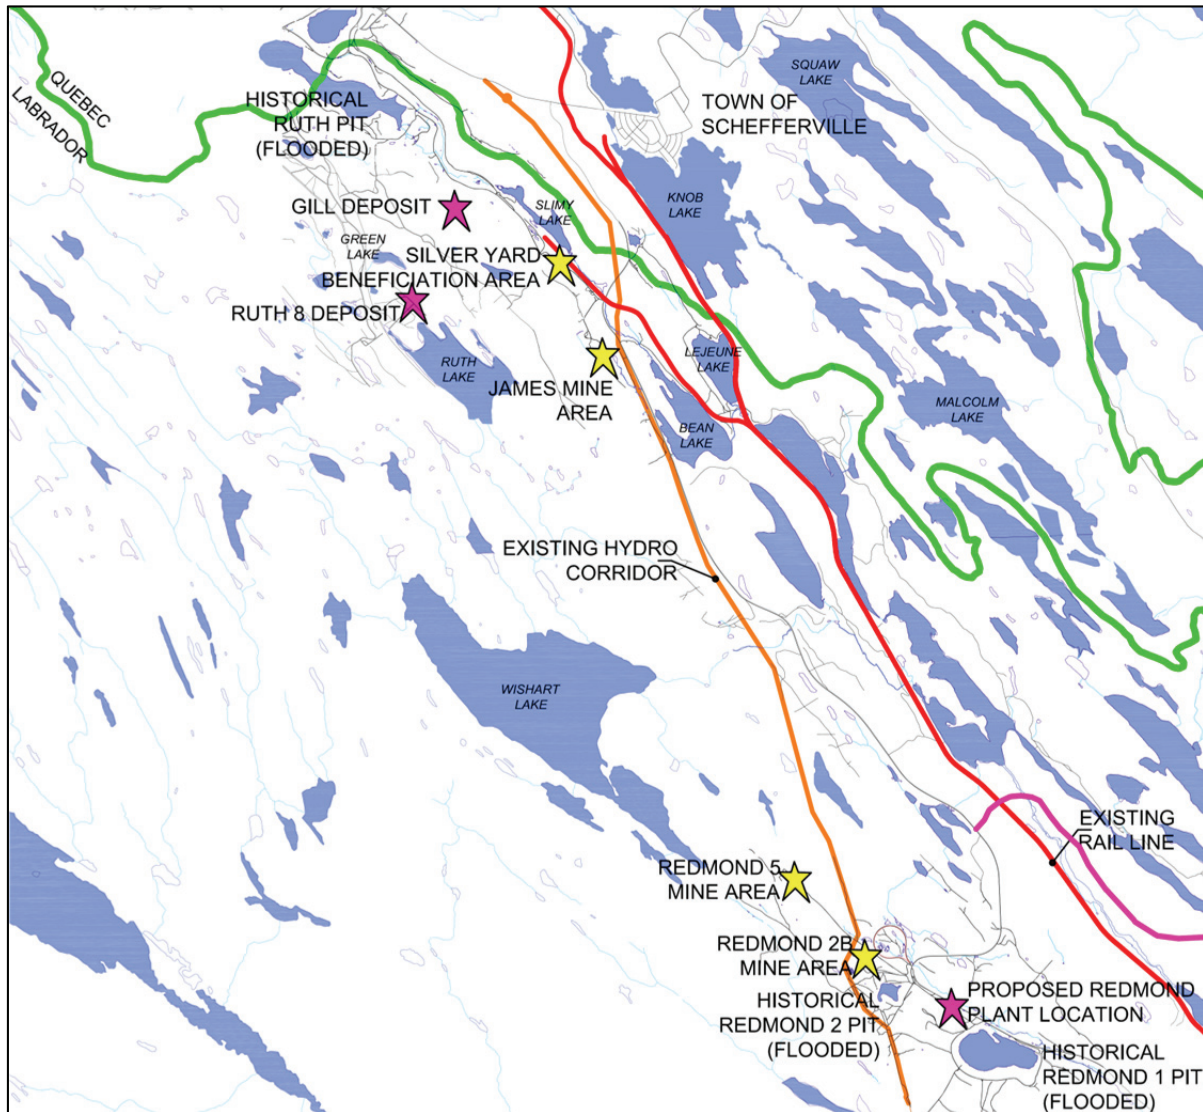 QUEBEC
LABRADOR
HISTORICAL
RUTH PIT
(FLOODED)
TOWN OF
SCHEFFERVILLE
SQUAW
LAKE
GILL DEPOSIT
SLIMY
LAKE
KNOB
LAKE
GREEN
LAKE
SILVER YARD
BENEFICIATION AREA
RUTH 8 DEPOSIT
RUTH
LAKE
JAMES MINE
AREA
LEJEUNE
LAKE
BEAN
LAKE
MALCOLM
LAKE
EXISTING HYDRO
CORRIDOR
WISHART
LAKE
EXISTING
RAIL LINE
REDMOND 5
MINE AREA
REDMOND 2B
MINE AREA
HISTORICAL
REDMOND 2 PIT
(FLOODED)
PROPOSED REDMOND
PLANT LOCATION
HISTORICAL
REDMOND 1 PIT
(FLOODED)